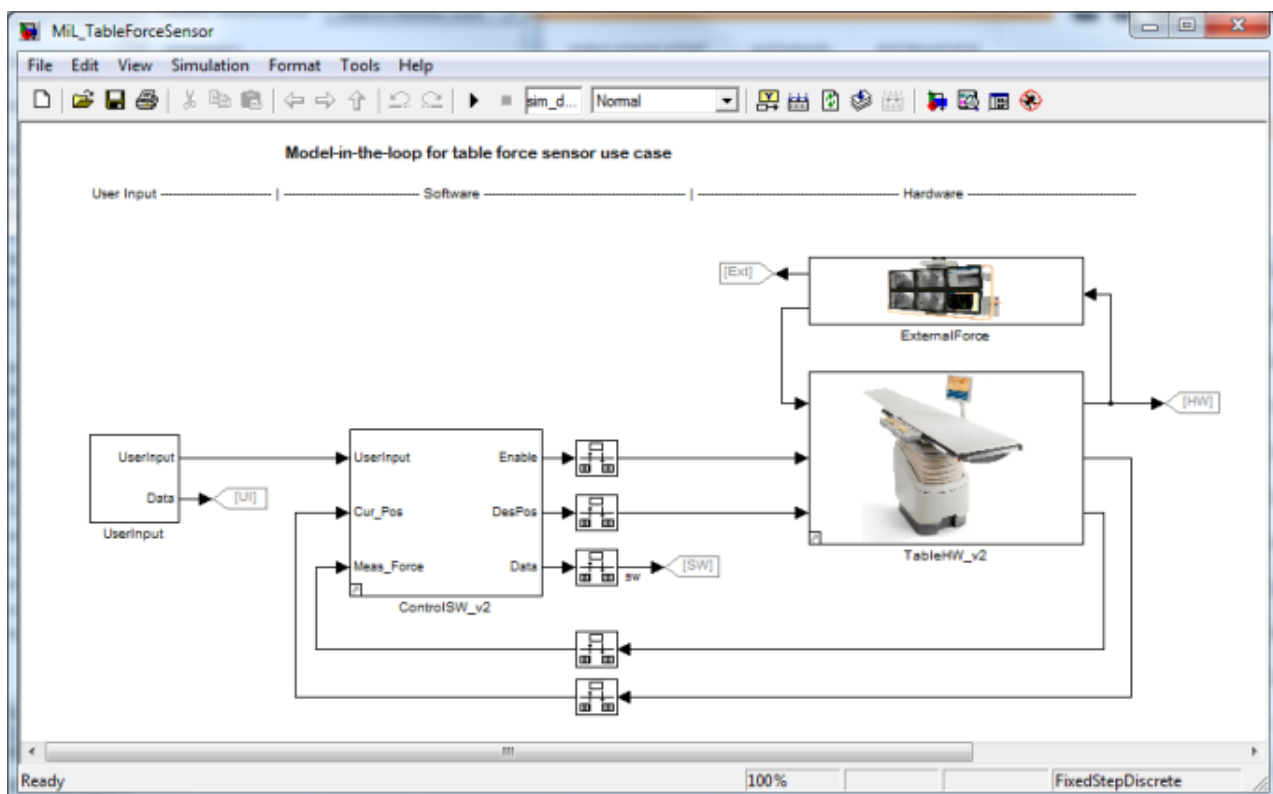 MiL_TableForceSensor
File Edit View Simulation Format Tools Help
sim_d... Normal
Model-in-the-loop for table force sensor use case
User Input ---------------------------- | ---------------------------------- Software --------------------------------------------------- | --------------------------------------------------- Hardware -------------------------------------------
[Ext]
ExternalForce
[HW]
UserInput
Data
[UI]
UserInput
UserInput Enable
Cur_Pos DesPos
Meas_Force Data
ControlSW_v2
sw
[SW]
TableHW_v2
Ready 100% FixedStepDiscrete